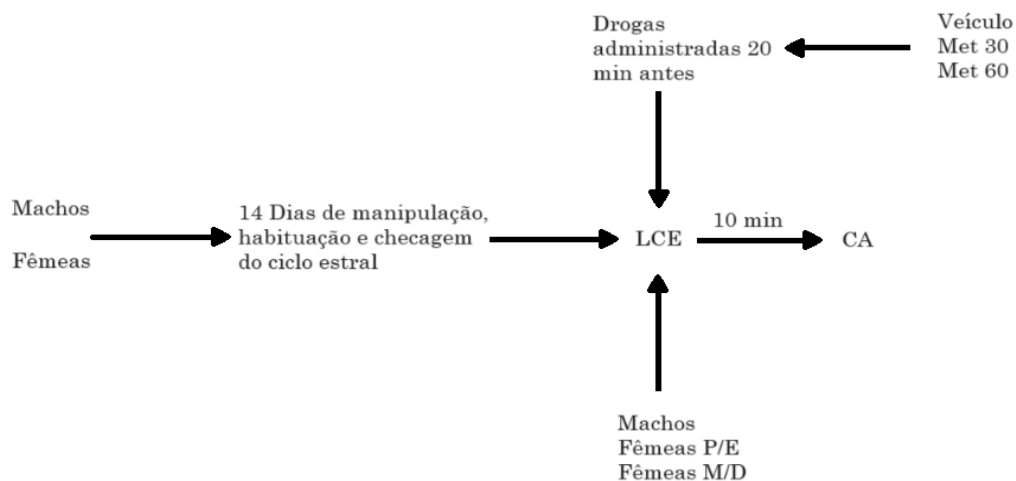 Drogas
administradas 20
min antes
Veículo
Met 30
Met 60
Machos
Fêmeas
14 Dias de manipulação,
habituação e checagem
do ciclo estral
LCE
10 min
CA
Machos
Fêmeas P/E
Fêmeas M/D